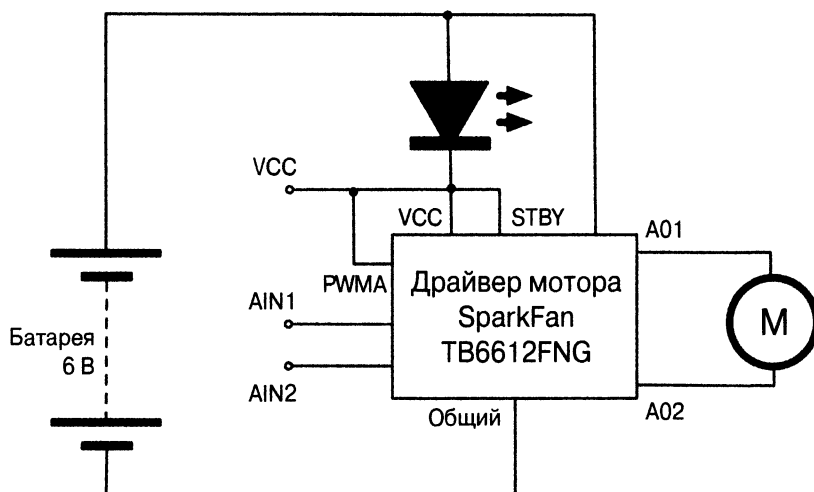 VCC
VCC
STBY
A01
PWMA
Драйвер мотора
SparkFan
TB6612FNG
M
AIN1
Батарея
6 В
AIN2
Общий
A02